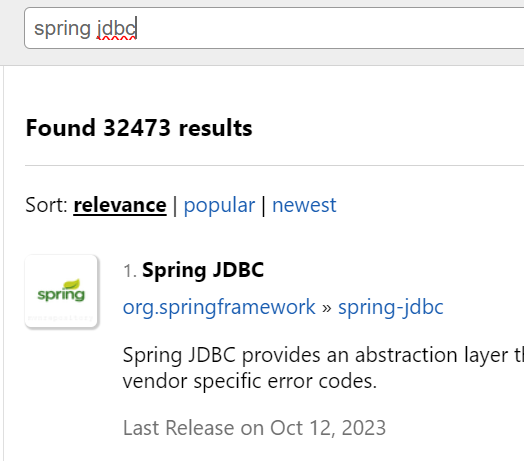 spring jdbc
Found 32473 results
Sort: relevance | popular | newest
spring
1. Spring JDBC
org.springframework » spring-jdbc
Spring JDBC provides an abstraction layer
vendor specific error codes.
Last Release on Oct 12, 2023